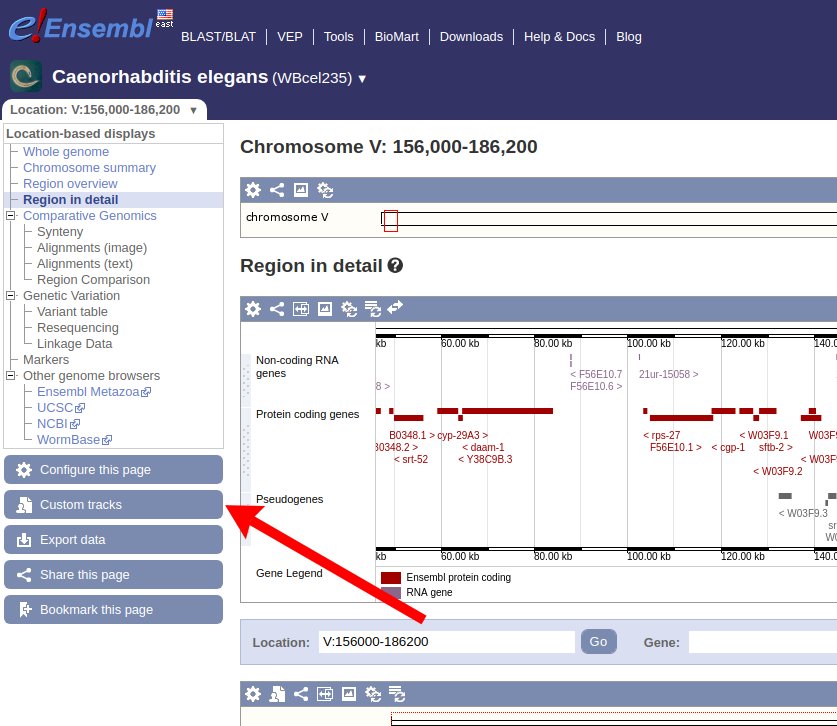 e!Ensembl east
BLAST/BLAT VEP Tools BioMart Downloads Help & Docs Blog
Caenorhabditis elegans (WBcel235) ▼
Location: V:156,000-186,200 ▼
Location-based displays
Whole genome
Chromosome summary
Region overview
Region in detail
Comparative Genomics
Synteny
Alignments (image)
Alignments (text)
Region Comparison
Genetic Variation
Variant table
Resequencing
Linkage Data
Markers
Other genome browsers
Ensembl Metazoa
UCSC
NCBI
WormBase
Configure this page
Custom tracks
Export data
Share this page
Bookmark this page
Chromosome V: 156,000-186,200
chromosome V
Region in detail
kb 60.00 kb 80.00 kb 100.00 kb 120.00 kb 140.0
Non-coding RNA
genes
8 > < F56E10.7 21ur-15058 >
F56E10.6 >
Protein coding genes
B0348.1 > cyp-29A3 > < rps-27 < W03F9.1 W03F9
B0348.2 > < daam-1 F56E10.1 > < cgp-1 sftb-2 >
< srt-52 < Y38C9B.3 < W03F9
< W03F9.2
Pseudogenes
< W03F9.3
sr
W0
kb 60.00 kb 80.00 kb 100.00 kb 120.00 kb 140.0
Gene Legend
Ensembl protein coding
RNA gene
Location: V:156000-186200 Go Gene: